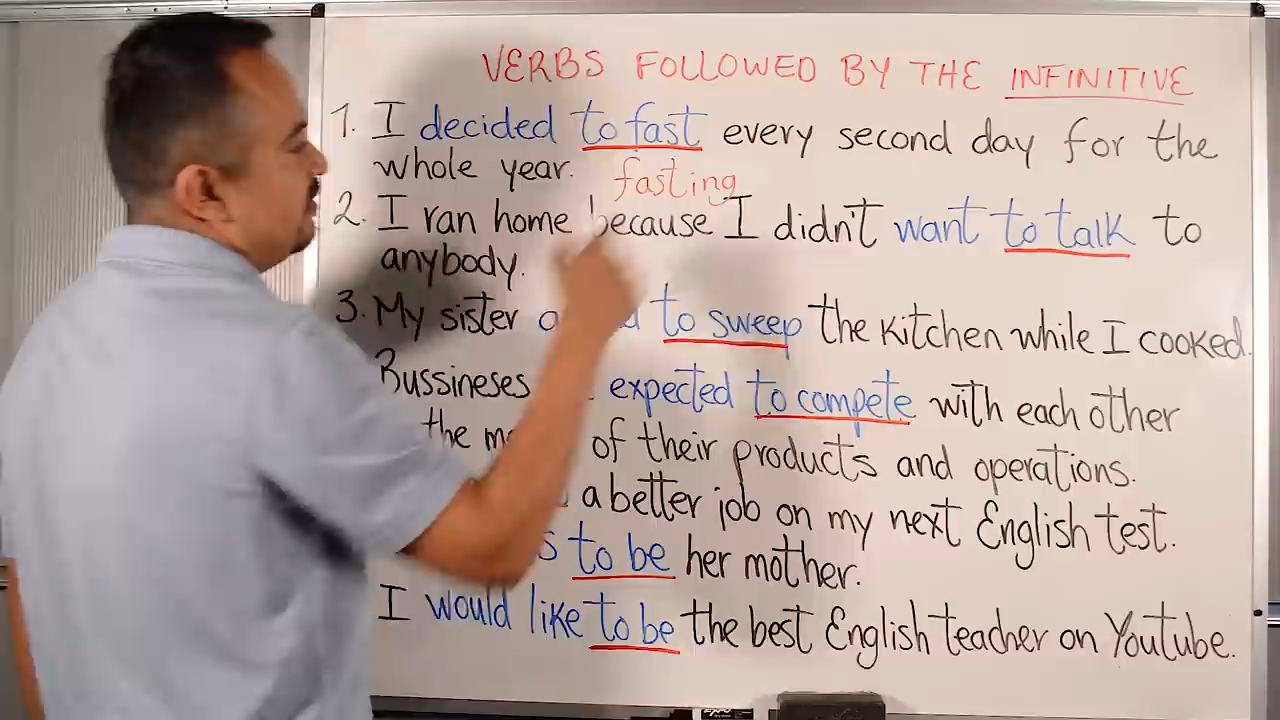 VERBS FOLLOWED BY THE INFINITIVE
1. I decided to fast every second day for the
whole year. fasting
2. I ran home because I didn't want to talk to
anybody.
3. My sister to sweep the kitchen while I cooked.
Bussineses expected to compete with each other
the of their products and operations.
a better job on my next English test.
to be her mother.
I would like to be the best English teacher on Youtube.
EXPO